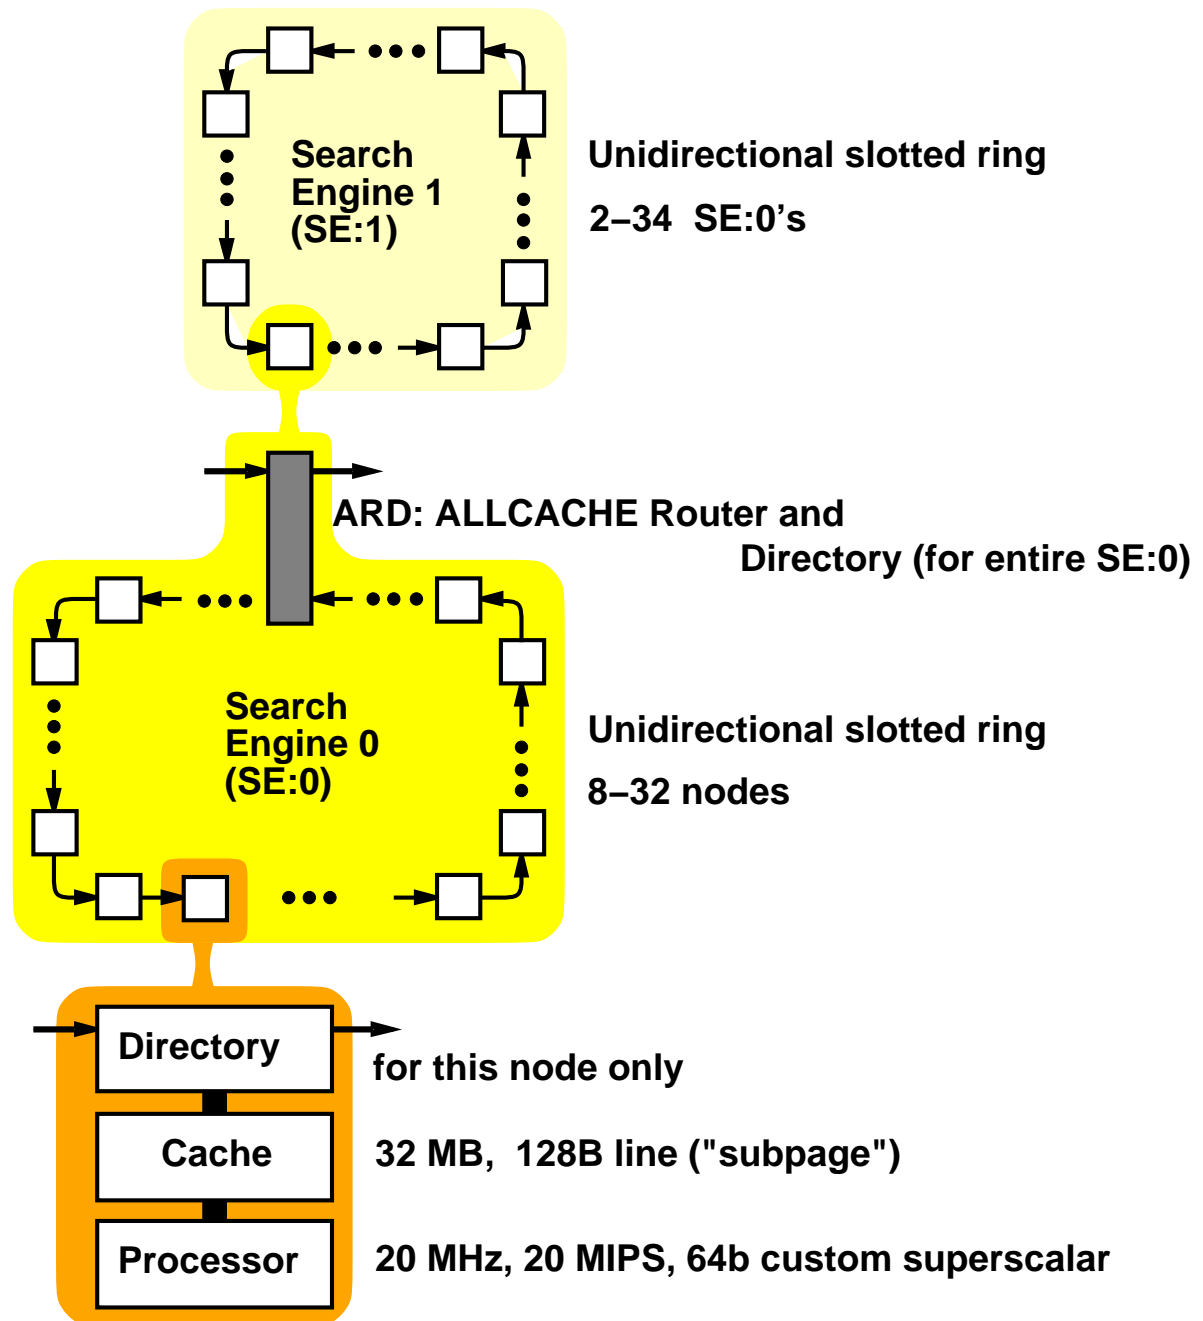 Search
Engine 1
(SE:1)
Unidirectional slotted ring
2–34 SE:0’s
ARD: ALLCACHE Router and
Directory (for entire SE:0)
Search
Engine 0
(SE:0)
Unidirectional slotted ring
8–32 nodes
Directory
for this node only
Cache
32 MB, 128B line ("subpage")
Processor
20 MHz, 20 MIPS, 64b custom superscalar